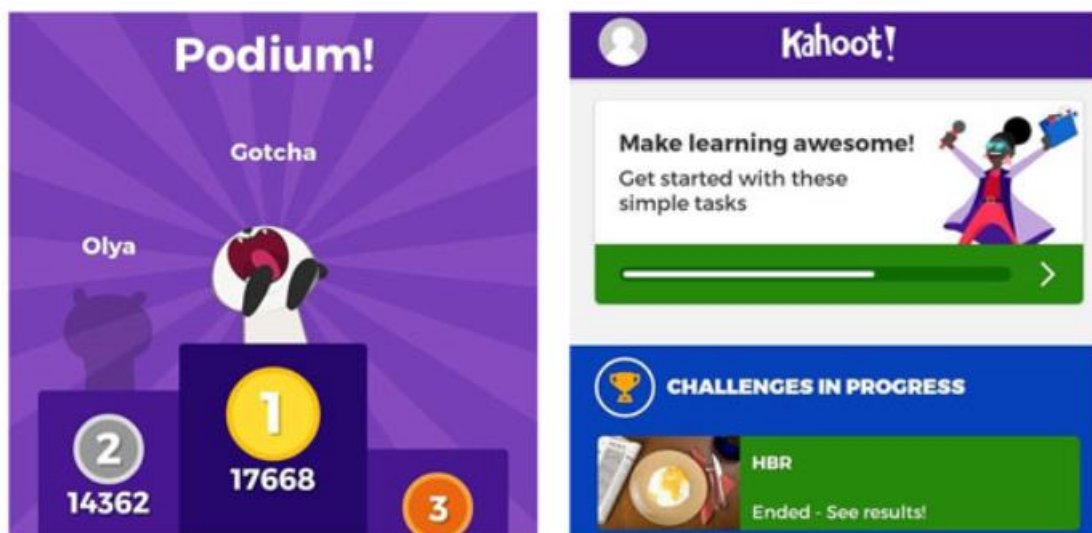 Podium!
Gotcha
Olya
1
2
17668
14362
3
Kahoot!
Make learning awesome!
Get started with these
simple tasks
CHALLENGES IN PROGRESS
HBR
Ended - See results!